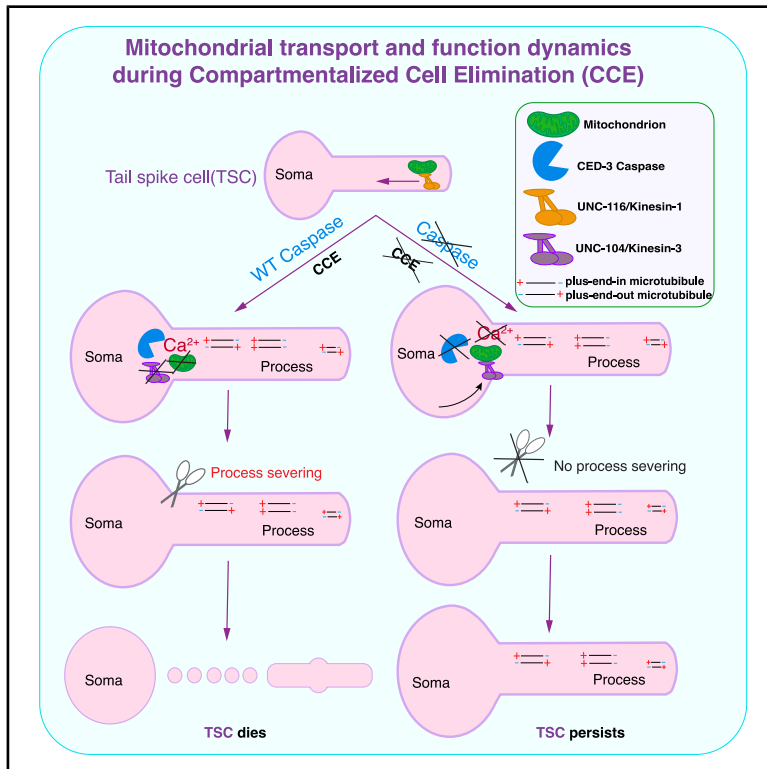 Mitochondrial transport and function dynamics
during Compartmentalized Cell Elimination (CCE)
Tail spike cell(TSC)
Soma
Mitochondrion
CED-3 Caspase
UNC-116/Kinesin-1
UNC-104/Kinesin-3
+ - plus-end-in microtubibule
- + plus-end-out microtubibule
WT Caspase
CCE
Caspase
CCE
Soma
Ca2+
+ -
- +
+ -
+ -
- +
- +
Process
Soma
Ca2+
+ -
- +
+ -
+ -
- +
- +
Process
Process severing
No process severing
Soma
+ -
- +
+ -
+ -
- +
- +
Process
Soma
+ -
- +
+ -
+ -
- +
- +
Process
Soma
Soma
+ -
- +
+ -
+ -
- +
- +
Process
TSC dies
TSC persists